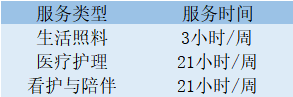 服务类型 服务时间
生活照料 3小时/周
医疗护理 21小时/周
看护与陪伴 21小时/周